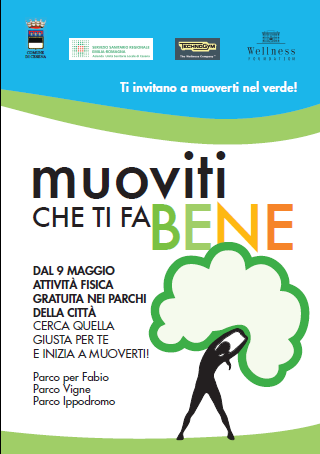 COMUNE
DI CESENA
SERVIZIO SANITARIO REGIONALE
EMILIA-ROMAGNA
Azienda Unità Sanitaria Locale di Cesena
TECHNOGYM
The Wellness Company
Wellness
FOUNDATION
Ti invitano a muoverti nel verde!
muoviti
CHE TI FA BENE
DAL 9 MAGGIO
ATTIVITÀ FISICA
GRATUITA NEI PARCHI
DELLA CITTÀ
CERCA QUELLA
GIUSTA PER TE
E INIZIA A MUOVERTI!
Parco per Fabio
Parco Vigne
Parco Ippodromo